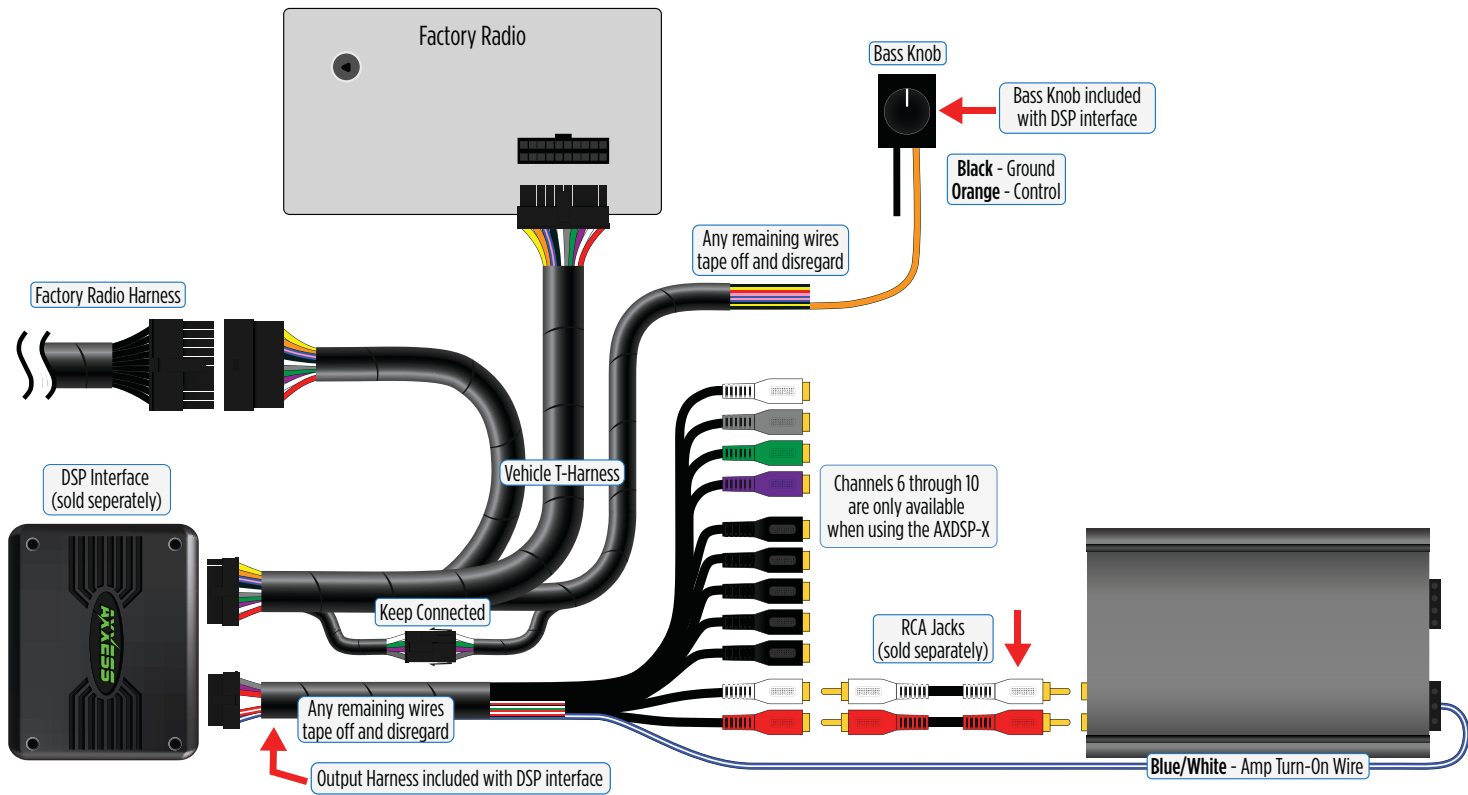 Factory Radio
Bass Knob
Bass Knob included
with DSP interface
Black - Ground
Orange - Control
Any remaining wires
tape off and disregard
Factory Radio Harness
DSP Interface
(sold seperately)
Vehicle T-Harness
Channels 6 through 10
are only available
when using the AXDSP-X
Keep Connected
RCA Jacks
(sold separately)
AXXESS
Any remaining wires
tape off and disregard
Output Harness included with DSP interface
Blue/White - Amp Turn-On Wire